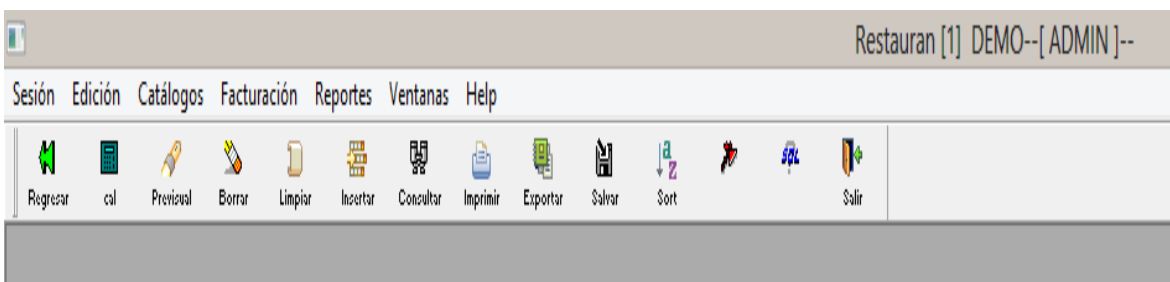 Restauran [1] DEMO--[ ADMIN ]--
Sesión Edición Catálogos Facturación Reportes Ventanas Help
a
z
SQL
Regresar cal Previsual Borrar Limpiar Insertar Consultar Imprimir Exportar Salvar Sort Salir